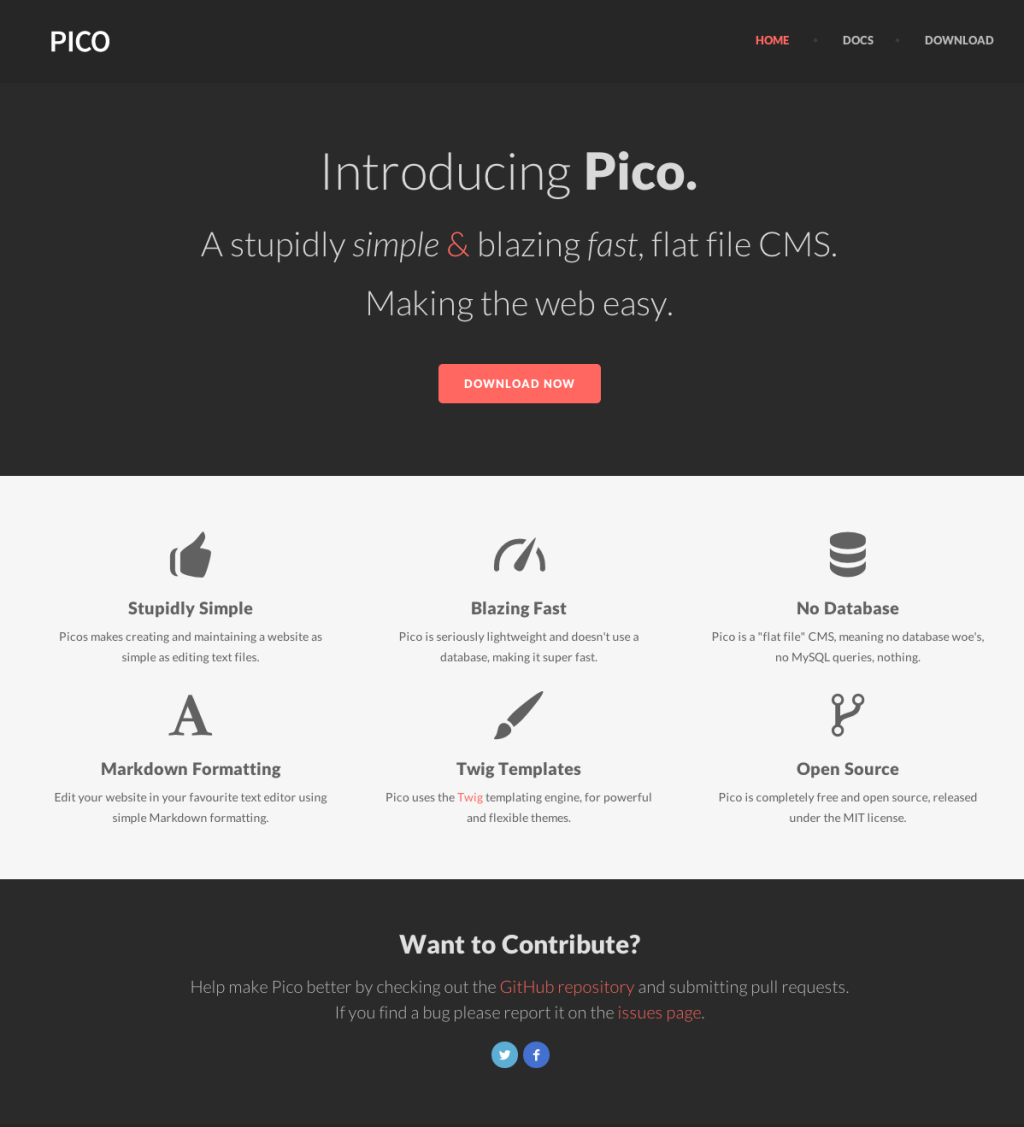 PICO
HOME • DOCS • DOWNLOAD
Introducing Pico.
A stupidly simple & blazing fast, flat file CMS.
Making the web easy.
DOWNLOAD NOW
Stupidly Simple
Picos makes creating and maintaining a website as
simple as editing text files.
Blazing Fast
Pico is seriously lightweight and doesn't use a
database, making it super fast.
No Database
Pico is a "flat file" CMS, meaning no database woe's,
no MySQL queries, nothing.
Markdown Formatting
Edit your website in your favourite text editor using
simple Markdown formatting.
Twig Templates
Pico uses the Twig templating engine, for powerful
and flexible themes.
Open Source
Pico is completely free and open source, released
under the MIT license.
Want to Contribute?
Help make Pico better by checking out the GitHub repository and submitting pull requests.
If you find a bug please report it on the issues page.